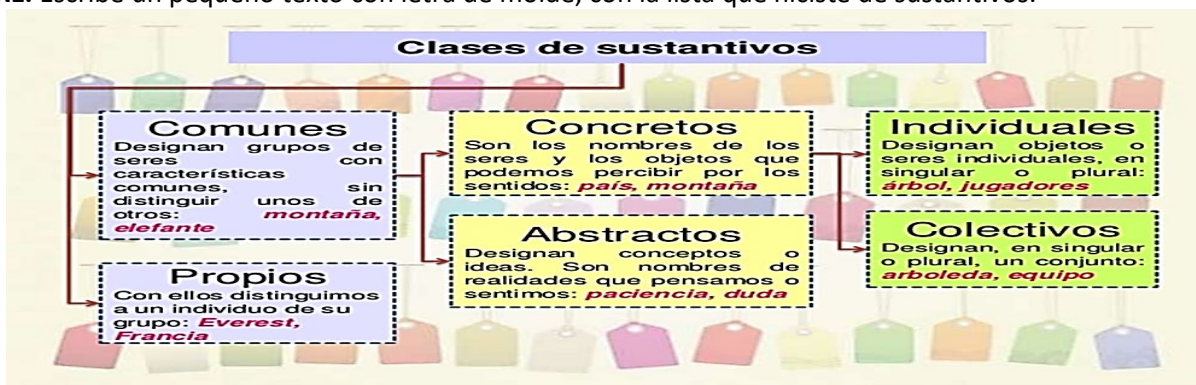 Escribe un pequeño texto con letra de molde, con la lista que hiciste de sustantivos.
Clases de sustantivos
Comunes
Designan grupos de
seres con
características
comunes, sin
distinguir unos de
otros: montaña,
elefante
Propios
Con ellos distinguimos
a un individuo de su
grupo: Everest,
Francia
Concretos
Son los nombres de los
seres y los objetos que
podemos percibir por los
sentidos: país, montaña
Abstractos
Designan conceptos o
ideas. Son nombres de
realidades que pensamos o
sentimos: paciencia, duda
Individuales
Designan objetos o
seres individuales, en
singular o plural:
árbol, jugadores
Colectivos
Designan, en singular
o plural, un conjunto:
arboleda, equipo